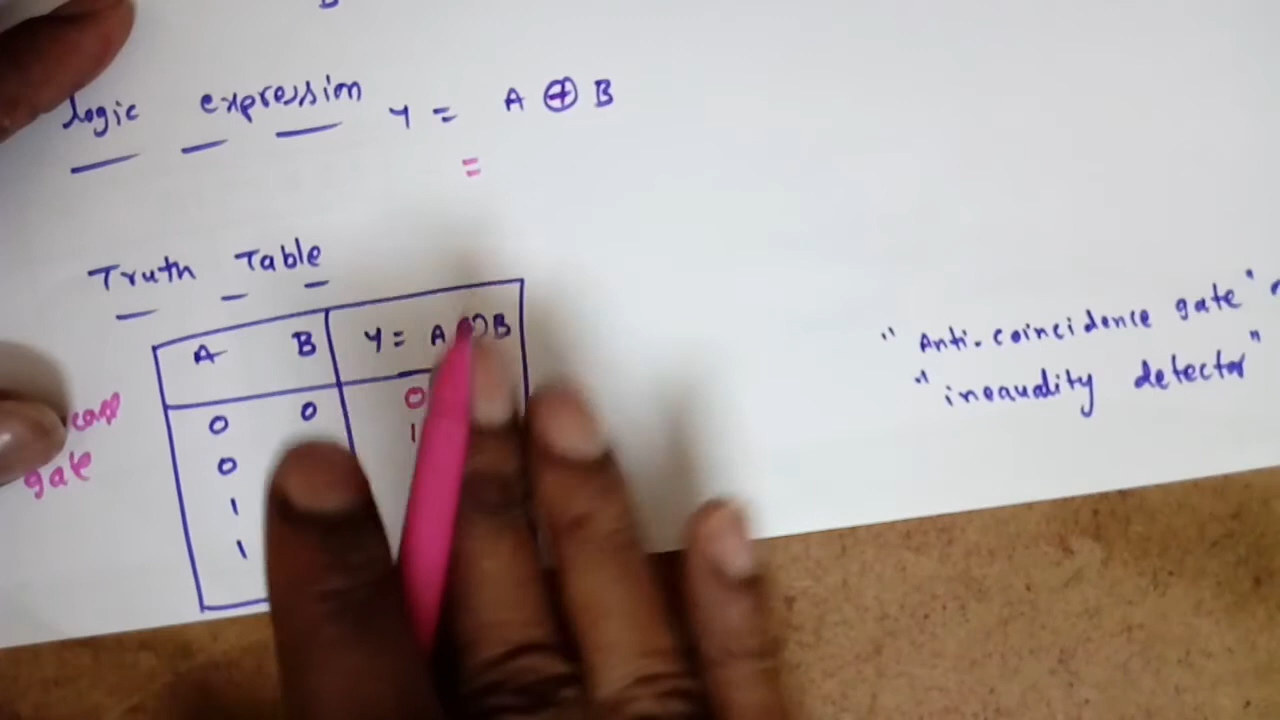 logic expression Y = A ⊕ B
=
Truth Table
A B Y = A B
0 0 0
0 1
1
1
gate
"Anti-coincidence gate"
"inequality detector"